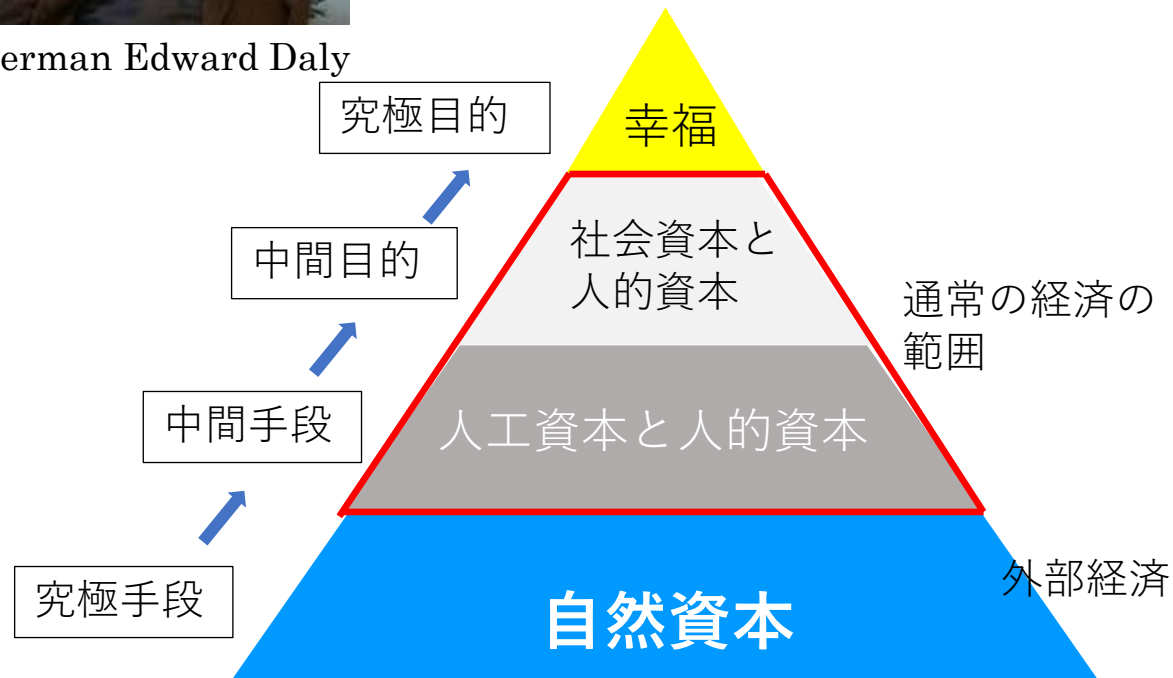 erman Edward Daly
究極目的
幸福
中間目的
社会資本と
人的資本
通常の経済の
範囲
中間手段
人工資本と人的資本
究極手段
自然資本
外部経済